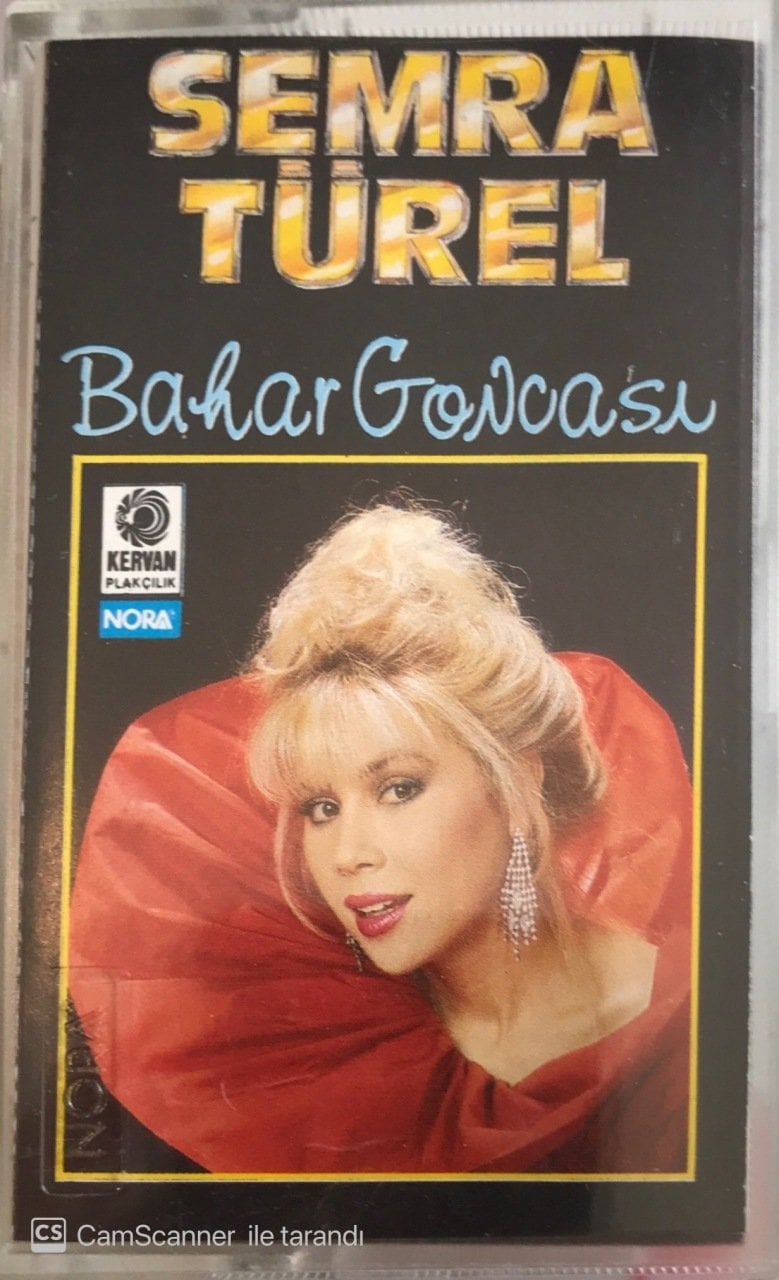 SEMRA
TÜREL
Bahar Goncası
KERVAN
PLAKÇILIK
NORA
NORA
CS CamScanner ile tarandı